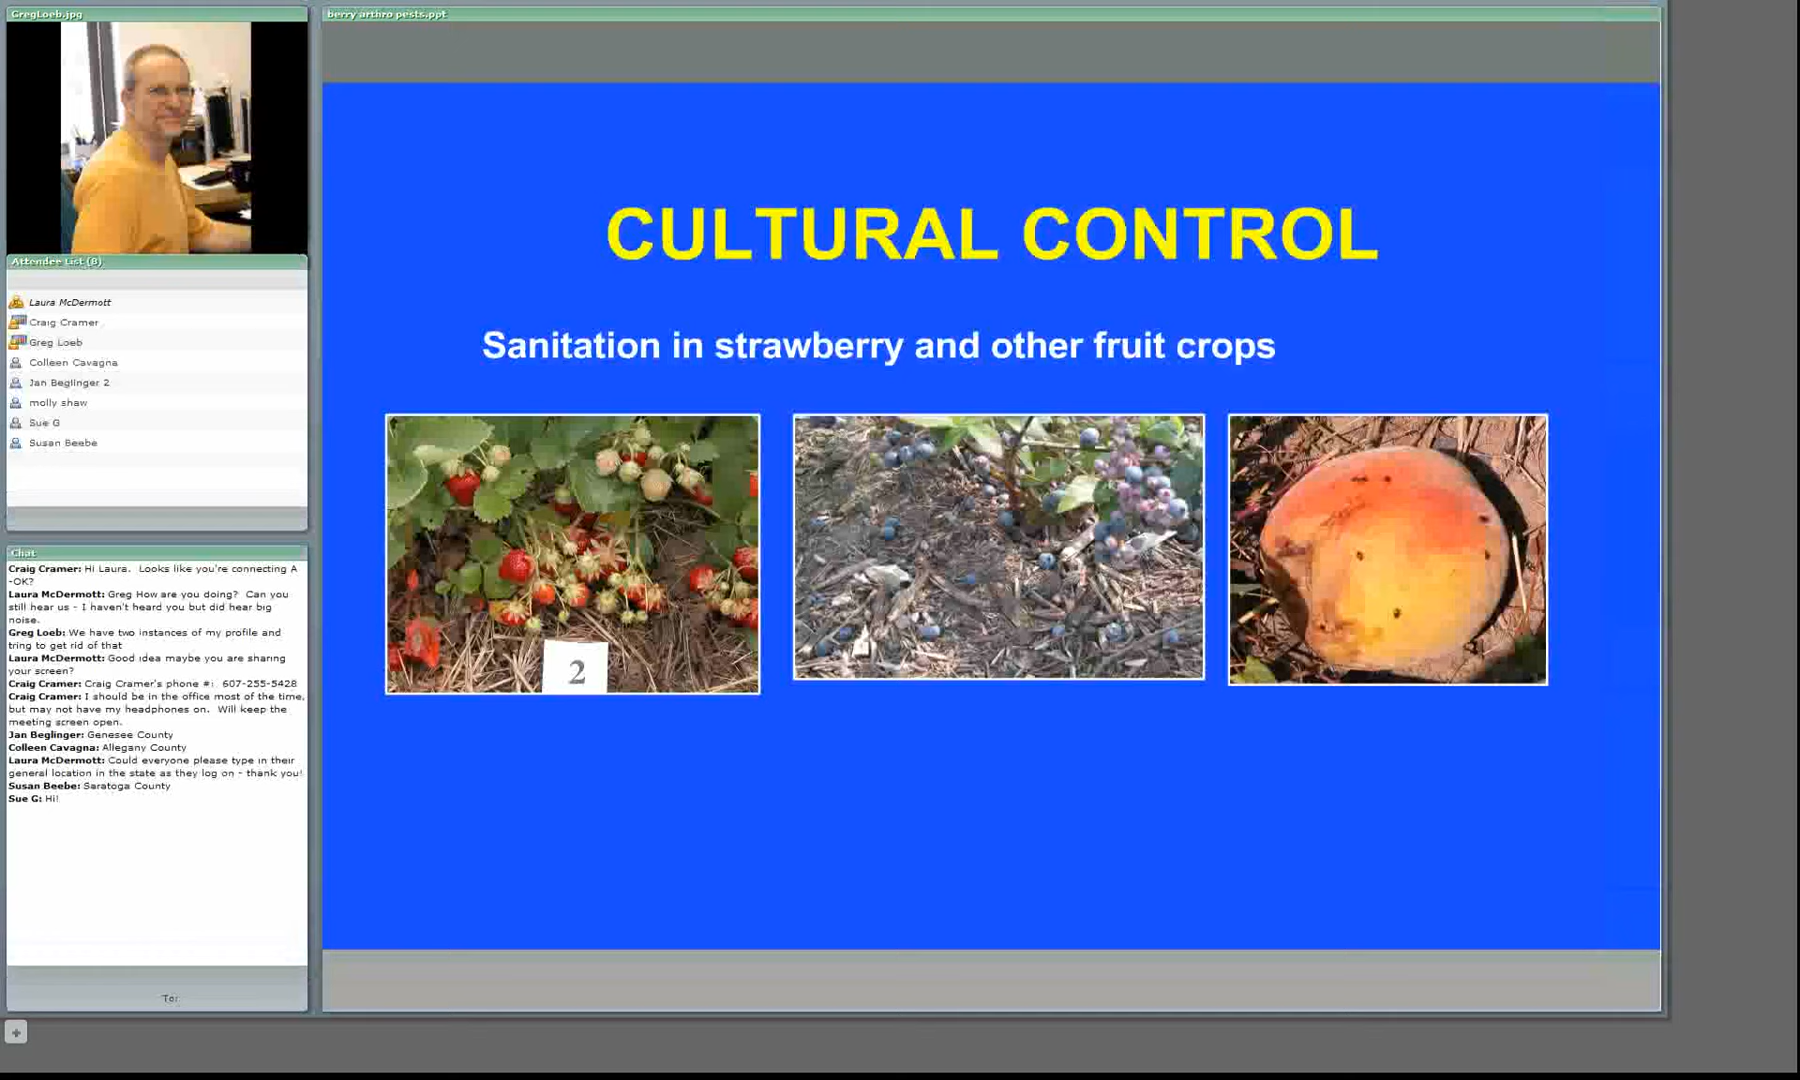 GregLoeb.jpg
Attendee List (8)
Laura McDermott
Craig Cramer
Greg Loeb
Colleen Cavagna
Jan Beglinger 2
molly shaw
Sue G
Susan Beebe
Chat
Craig Cramer: Hi Laura. Looks like you're connecting A
-OK?
Laura McDermott: Greg How are you doing? Can you
still hear us - I haven't heard you but did hear big
noise.
Greg Loeb: We have two instances of my profile and
tring to get rid of that
Laura McDermott: Good idea maybe you are sharing
your screen?
Craig Cramer: Craig Cramer's phone #: 607-255-5428
Craig Cramer: I should be in the office most of the time,
but may not have my headphones on. Will keep the
meeting screen open.
Jan Beglinger: Genesee County
Colleen Cavagna: Allegany County
Laura McDermott: Could everyone please type in their
general location in the state as they log on - thank you!
Susan Beebe: Saratoga County
Sue G: Hi!
To:
berry arthro pests.ppt
CULTURAL CONTROL
Sanitation in strawberry and other fruit crops
2